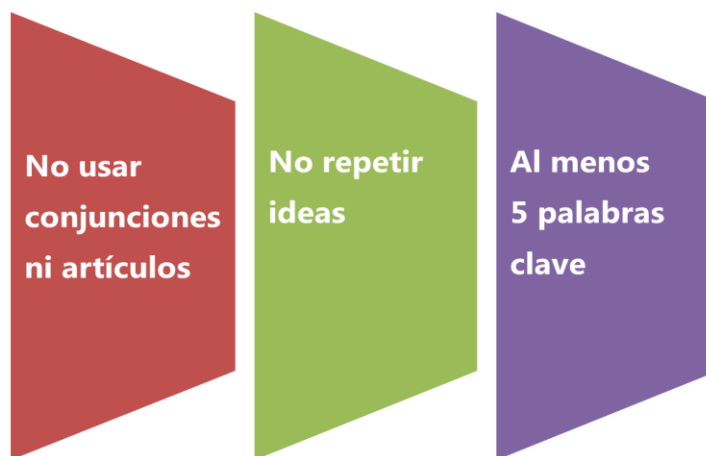 No usar
conjunciones
ni artículos
No repetir
ideas
Al menos
5 palabras
clave